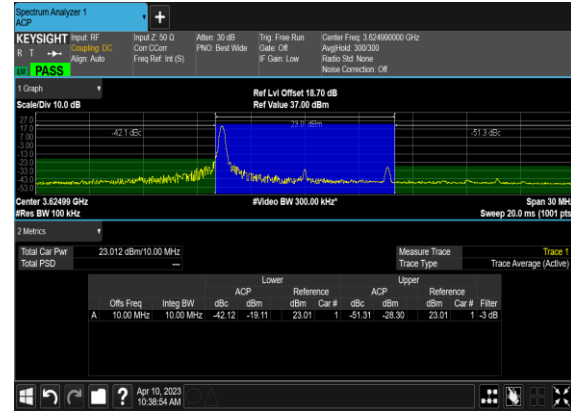 Spectrum Analyzer 1
ACP
KEYSIGHT Input: RF Input Z: 50 Ω Atten: 30 dB Trig: Free Run Center Freq: 3.624990000 GHz
R T Coupling: DC Corr CCorr PNO: Best Wide Gate: Off Avg|Hold: 300/300
Align: Auto Freq Ref: Int (S) IF Gain: Low Radio Std: None
LU PASS Noise Correction: Off
1 Graph Ref Lvl Offset 18.70 dB
Scale/Div 10.0 dB Ref Value 37.00 dBm
27.0
17.0 -42.1 dBc 23.0 dBm -51.3 dBc
7.00
-3.00
-13.0
-23.0
-33.0
-43.0
-53.0
Center 3.62499 GHz #Video BW 300.00 kHz* Span 30 MHz
#Res BW 100 kHz Sweep 20.0 ms (1001 pts
2 Metrics
Total Car Pwr 23.012 dBm/10.00 MHz Measure Trace Trace 1
Total PSD --- Trace Type Trace Average (Active)
Lower Upper
ACP Reference ACP Reference
Offs Freq Integ BW dBc dBm dBm Car # dBc dBm dBm Car # Filter
A 10.00 MHz 10.00 MHz -42.12 -19.11 23.01 1 -51.31 -28.30 23.01 1 -3 dB
Apr 10, 2023
10:38:54 AM